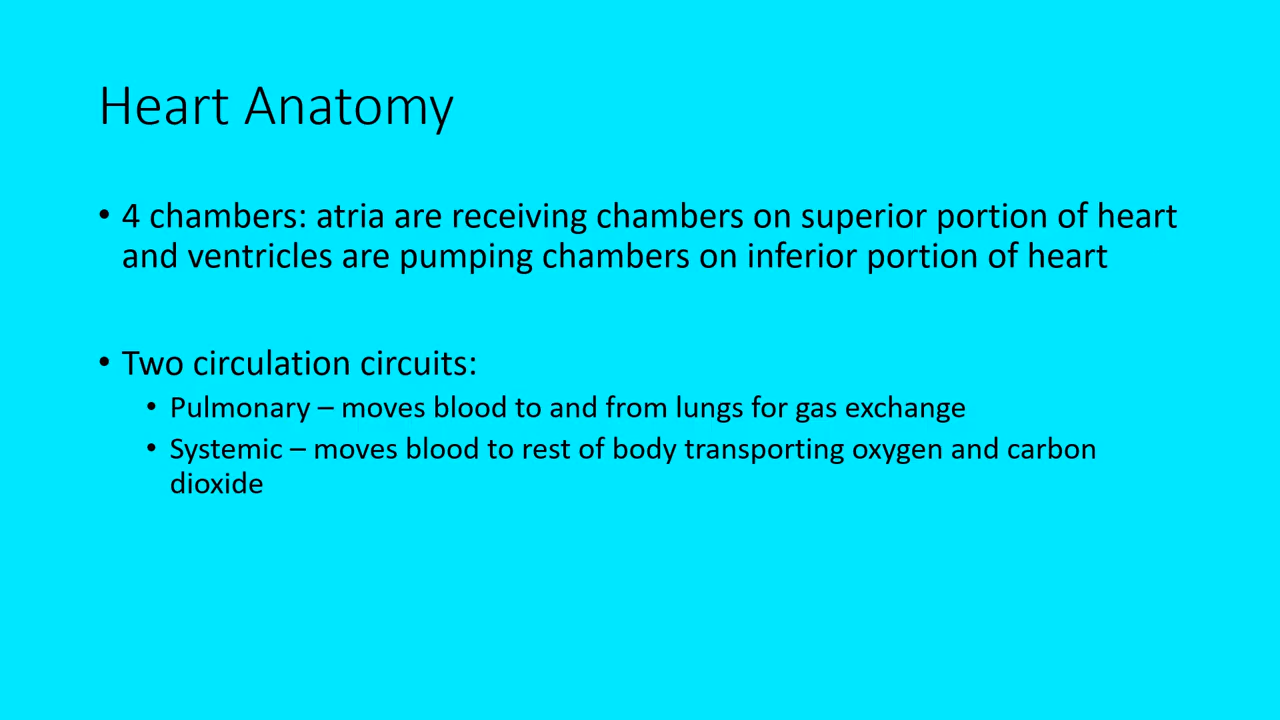 Heart Anatomy
• 4 chambers: atria are receiving chambers on superior portion of heart
and ventricles are pumping chambers on inferior portion of heart
• Two circulation circuits:
• Pulmonary – moves blood to and from lungs for gas exchange
• Systemic – moves blood to rest of body transporting oxygen and carbon
dioxide